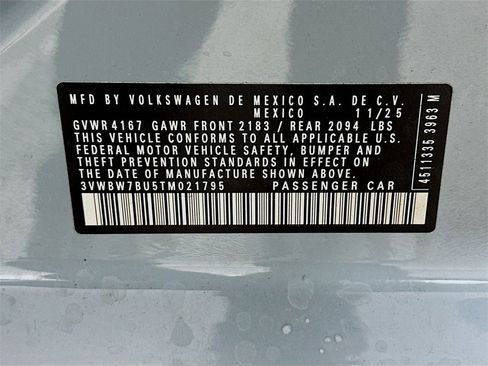 MFD BY VOLKSWAGEN DE MEXICO S.A. DE C.V.
MEXICO 11/25
GVWR 4167 GAWR FRONT 2183 / REAR 2094 LBS
THIS VEHICLE CONFORMS TO ALL APPLICABLE U.S.
FEDERAL MOTOR VEHICLE SAFETY, BUMPER AND
THEFT PREVENTION STANDARDS IN EFFECT ON
THE DATE OF MANUFACTURE SHOWN ABOVE.
3VWBW7BU5TM021795 PASSENGER CAR
4511335 3963 M